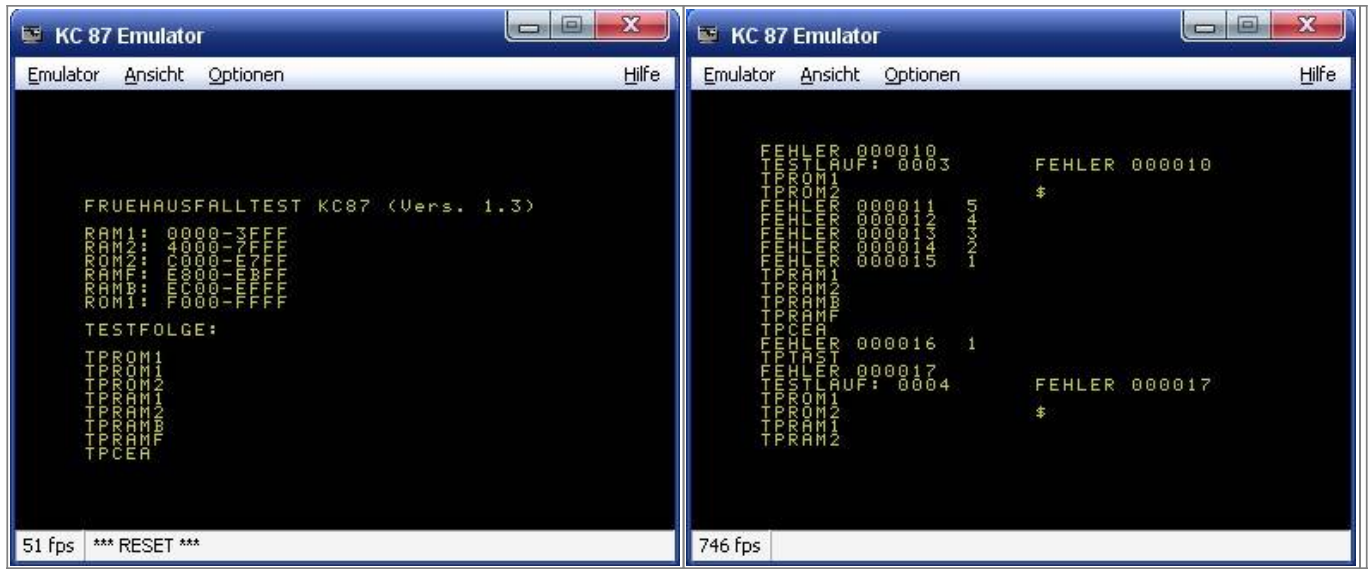 KC 87 Emulator
Emulator Ansicht Optionen Hilfe
FRUEHAUSFALLTEST KC87 (Vers. 1.3)
RAM1: 0000-3FFF
RAM2: 4000-7FFF
ROM2: C000-E7FF
RAMF: E800-EBFF
RAMB: EC00-EFFF
ROM1: F000-FFFF
TESTFOLGE:
TPROM1
TPROM1
TPROM2
TPRAM1
TPRAM2
TPRAMB
TPRAMF
TPCEA
51 fps *** RESET ***
KC 87 Emulator
Emulator Ansicht Optionen Hilfe
FEHLER 000010
TESTLAUF: 0003 FEHLER 000010
TPROM1
TPROM2 $
FEHLER 000011 5
FEHLER 000012 4
FEHLER 000013 3
FEHLER 000014 2
FEHLER 000015 1
TPRAM1
TPRAM2
TPRAMB
TPRAMF
TPCEA
FEHLER 000016 1
TPTAST
FEHLER 000017
TESTLAUF: 0004 FEHLER 000017
TPROM1
TPROM2 $
TPRAM1
TPRAM2
746 fps